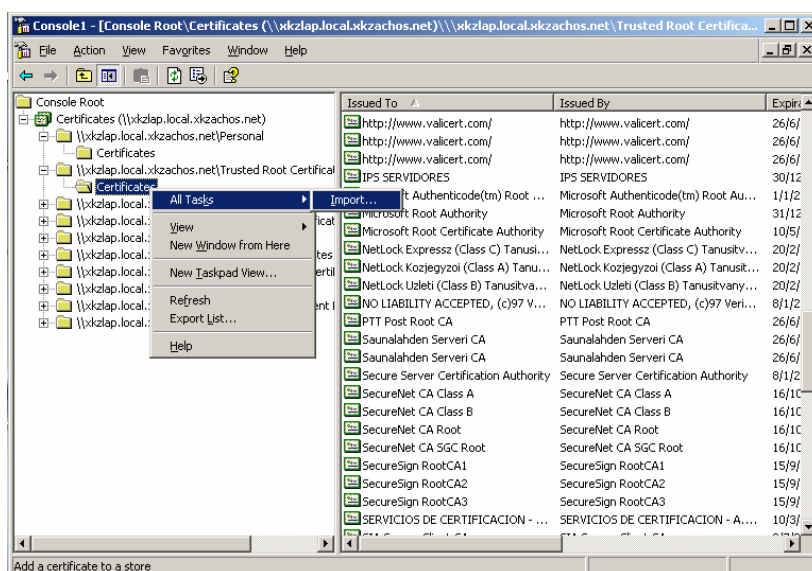 Console1 - [Console Root\Certificates (\\xkzlap.local.xkzachos.net)\\\xkzlap.local.xkzachos.net\Trusted Root Certifica...
File Action View Favorites Window Help
Console Root
Certificates (\\xkzlap.local.xkzachos.net)
\\xkzlap.local.xkzachos.net\Personal
Certificates
\\xkzlap.local.xkzachos.net\Trusted Root Certificat
Certificates
\\xkzlap.local.
\\xkzlap.local. ificat
\\xkzlap.local.
\\xkzlap.local. tes
\\xkzlap.local.
\\xkzlap.local.
\\xkzlap.local.
All Tasks
Import...
View
New Window from Here
New Taskpad View...
Refresh
Export List...
Help
Issued To Issued By Expira
http://www.valicert.com/ http://www.valicert.com/ 26/6/
http://www.valicert.com/ http://www.valicert.com/ 26/6/
http://www.valicert.com/ http://www.valicert.com/ 26/6/
IPS SERVIDORES IPS SERVIDORES 30/12
t Authenticode(tm) Root ... Microsoft Authenticode(tm) Root Au... 1/1/2
Microsoft Root Authority Microsoft Root Authority 31/12
Microsoft Root Certificate Authority Microsoft Root Certificate Authority 10/5/
NetLock Expressz (Class C) Tanusi... NetLock Expressz (Class C) Tanusitv... 20/2/
NetLock Kozjegyzoi (Class A) Tanu... NetLock Kozjegyzoi (Class A) Tanusit... 20/2/
NetLock Uzleti (Class B) Tanusitva... NetLock Uzleti (Class B) Tanusitvany... 20/2/
NO LIABILITY ACCEPTED, (c)97 V... NO LIABILITY ACCEPTED, (c)97 Veri... 8/1/2
PTT Post Root CA PTT Post Root CA 26/6/
Saunalahden Serveri CA Saunalahden Serveri CA 26/6/
Saunalahden Serveri CA Saunalahden Serveri CA 26/6/
Secure Server Certification Authority Secure Server Certification Authority 8/1/2
SecureNet CA Class A SecureNet CA Class A 16/10
SecureNet CA Class B SecureNet CA Class B 16/10
SecureNet CA Root SecureNet CA Root 16/10
SecureNet CA SGC Root SecureNet CA SGC Root 16/10
SecureSign RootCA1 SecureSign RootCA1 15/9/
SecureSign RootCA2 SecureSign RootCA2 15/9/
SecureSign RootCA3 SecureSign RootCA3 15/9/
SERVICIOS DE CERTIFICACION - ... SERVICIOS DE CERTIFICACION - A.... 10/3/
Add a certificate to a store